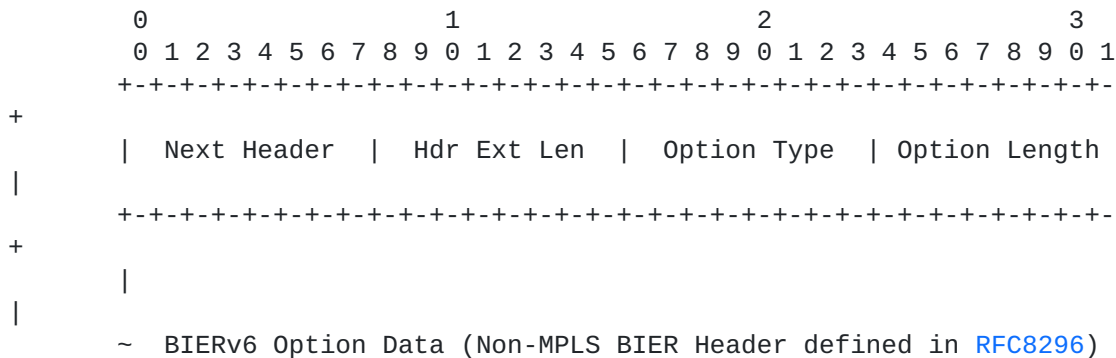 0                   1                   2                   3
 0 1 2 3 4 5 6 7 8 9 0 1 2 3 4 5 6 7 8 9 0 1 2 3 4 5 6 7 8 9 0 1
+-+-+-+-+-+-+-+-+-+-+-+-+-+-+-+-+-+-+-+-+-+-+-+-+-+-+-+-+-+-+-+-
+
|  Next Header  |  Hdr Ext Len  |  Option Type  | Option Length
|
+-+-+-+-+-+-+-+-+-+-+-+-+-+-+-+-+-+-+-+-+-+-+-+-+-+-+-+-+-+-+-+-
+
|
|
~  BIERv6 Option Data (Non-MPLS BIER Header defined in RFC8296)